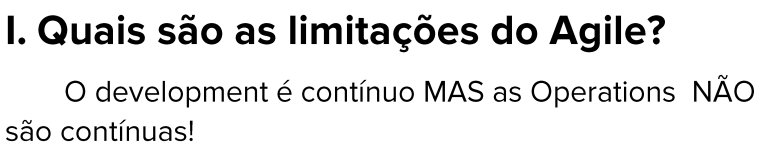 I. Quais são as limitações do Agile?
O development é contínuo MAS as Operations  NÃO
são contínuas!